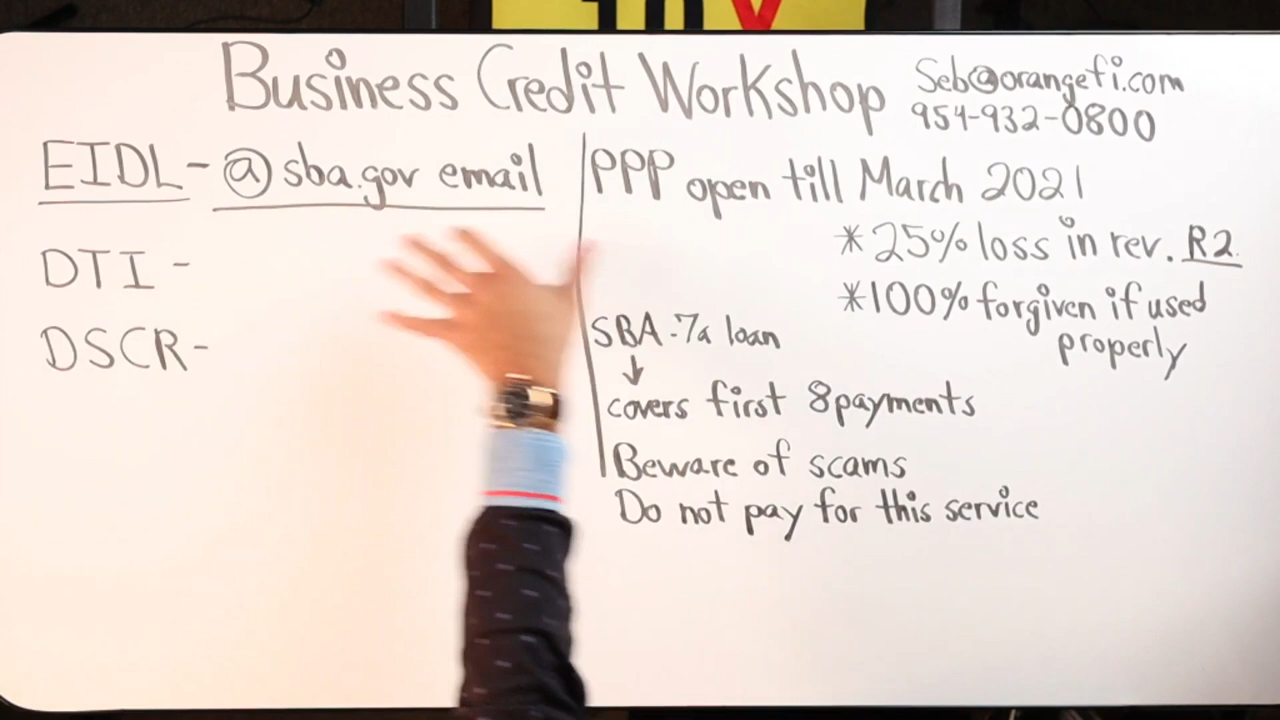 Business Credit Workshop
Seb@orangefi.com
954-932-0800
EIDL - @sba.gov email
DTI -
DSCR -
PPP open till March 2021
*25% loss in rev. R2
*100% forgiven if used
properly
SBA-7a loan
↓
covers first 8 payments
Beware of scams
Do not pay for this service